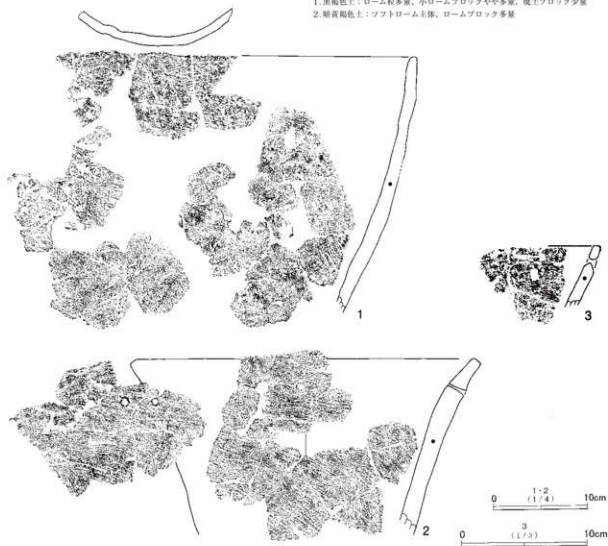 1. 黒褐色土：ローム粒多量、小ロームブロックやや多量、焼土ブロック少量
2. 暗黄褐色土：ソフトローム主体、ロームブロック多量
1
3
2
1・2
0 (1/4) 10cm
3
0 (1/3) 10cm